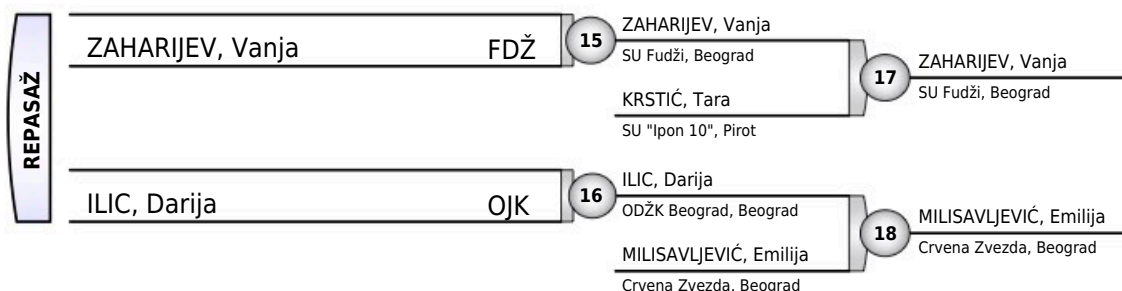 REPASAŽ
ZAHARIJEV, Vanja FDŽ
15
ZAHARIJEV, Vanja
SU Fudži, Beograd
KRSTIĆ, Tara
SU "Ipon 10", Pirot
17
ZAHARIJEV, Vanja
SU Fudži, Beograd
ILIC, Darija OJK
16
ILIC, Darija
ODŽK Beograd, Beograd
MILISAVLJEVIĆ, Emilija
Crvena Zvezda, Beograd
18
MILISAVLJEVIĆ, Emilija
Crvena Zvezda, Beograd